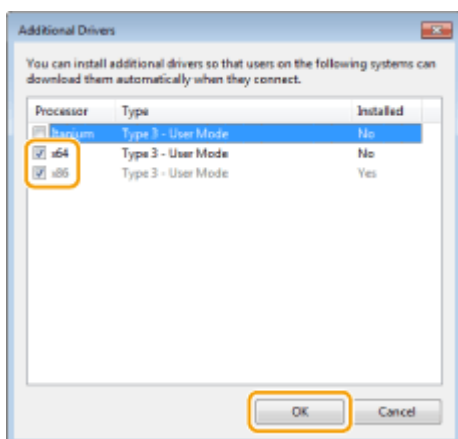 Additional Drivers
You can install additional drivers so that users on the following systems can
download them automatically when they connect.
Processor Type Installed
Itanium Type 3 - User Mode No
x64 Type 3 - User Mode No
x86 Type 3 - User Mode Yes
OK Cancel